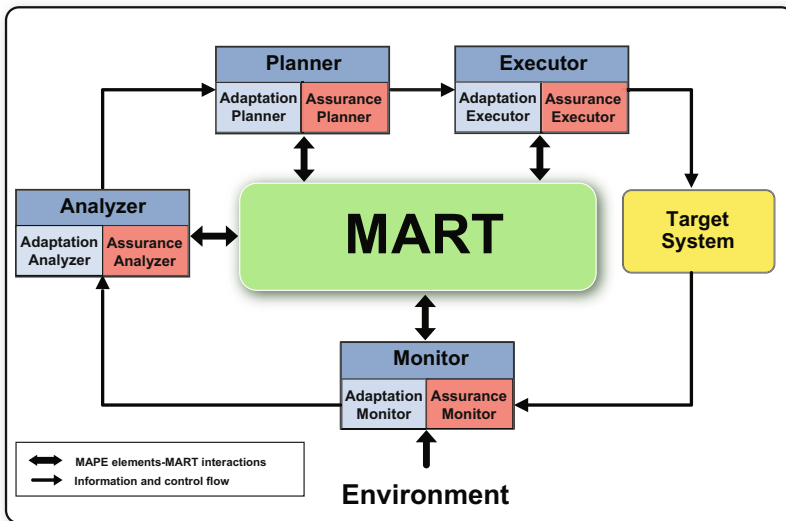 Planner
Adaptation
Planner
Assurance
Planner
Executor
Adaptation
Executor
Assurance
Executor
Analyzer
Adaptation
Analyzer
Assurance
Analyzer
MART
Target
System
Monitor
Adaptation
Monitor
Assurance
Monitor
MAPE elements-MART interactions
Information and control flow
Environment